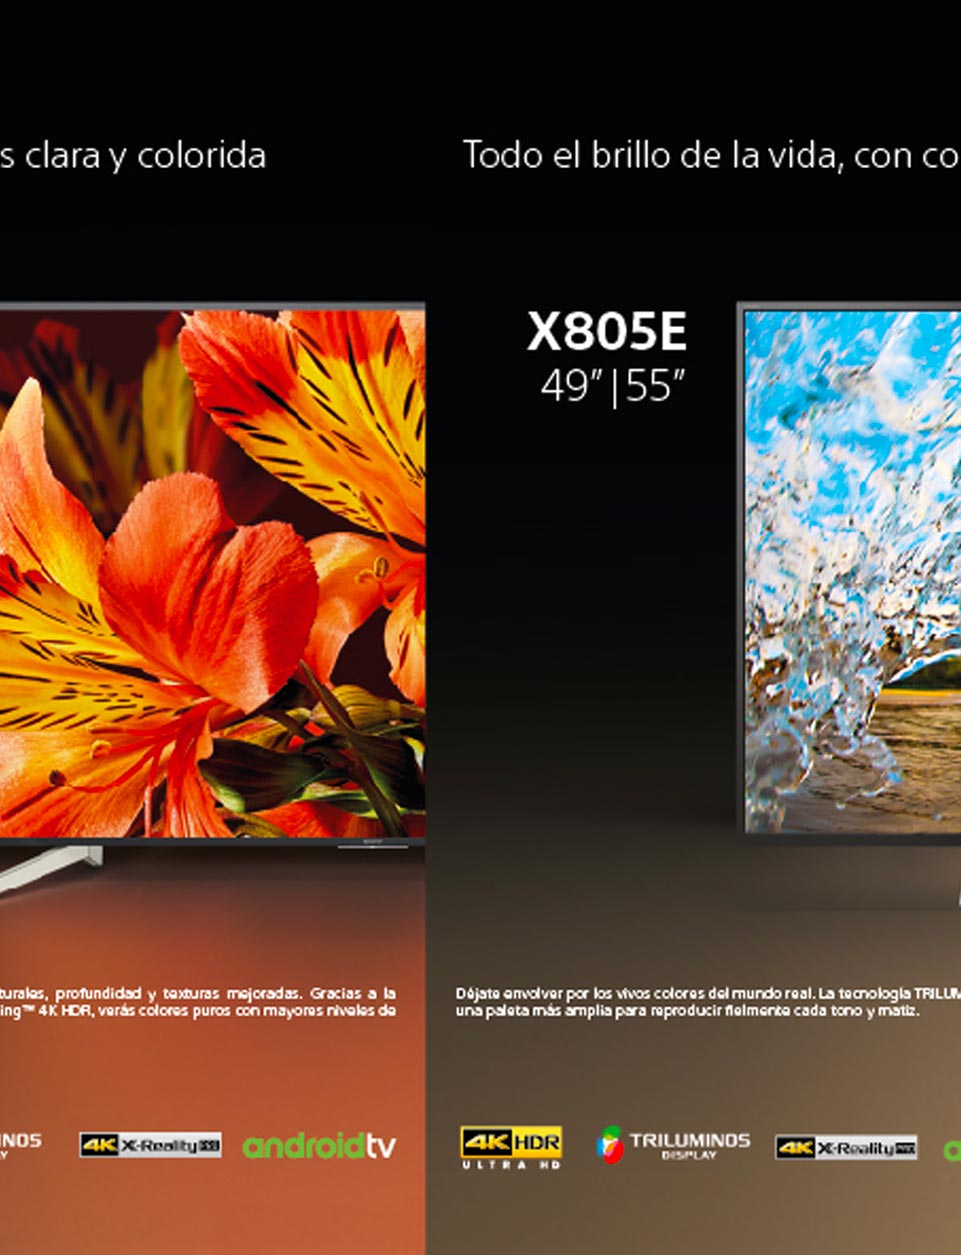 s clara y colorida
turales, profundidad y texturas mejoradas. Gracias a la
ing™ 4K HDR, verás colores puros con mayores niveles de
4K X-Reality PRO
androidtv
Todo el brillo de la vida, con co
X805E
49″|55″
Déjate envolver por los vivos colores del mundo real. La tecnología TRILUM
una paleta más amplia para reproducir fielmente cada tono y matiz.
4K HDR
ULTRA HD
TRILUMINOS
DISPLAY
4K X-Reality PRO